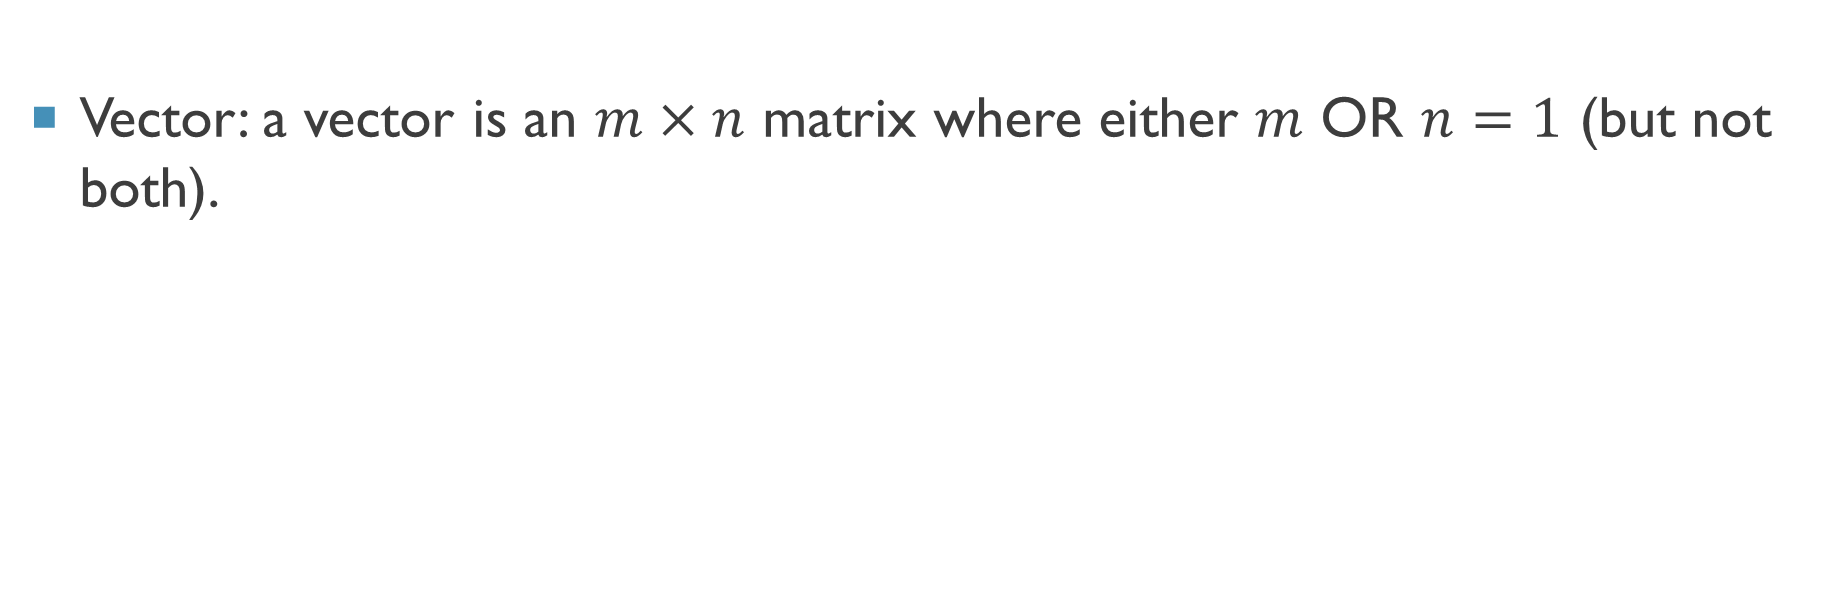 Vector: a vector is an m × n matrix where either m OR n = 1 (but not
both).